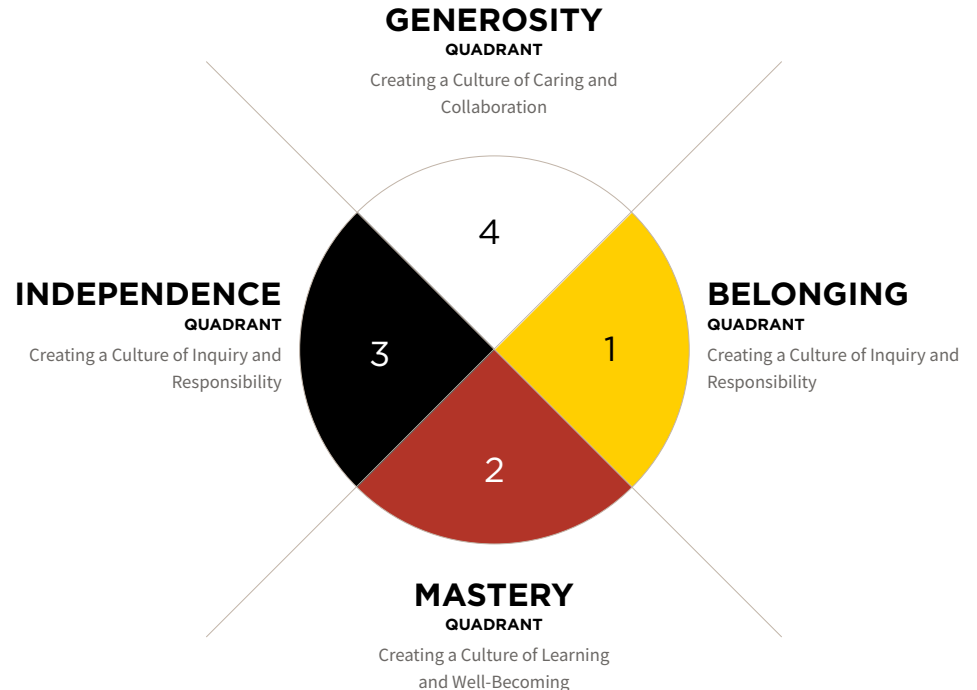 GENEROSITY
QUADRANT
Creating a Culture of Caring and
Collaboration
4
INDEPENDENCE
QUADRANT
Creating a Culture of Inquiry and
Responsibility
3
1
BELONGING
QUADRANT
Creating a Culture of Inquiry and
Responsibility
2
MASTERY
QUADRANT
Creating a Culture of Learning
and Well-Becoming